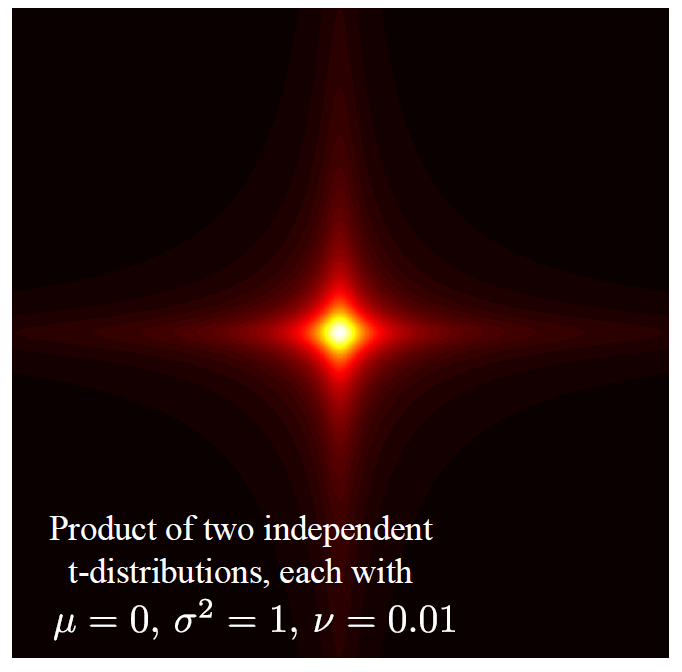 Product of two independent
t-distributions, each with
μ = 0, σ² = 1, ν = 0.01